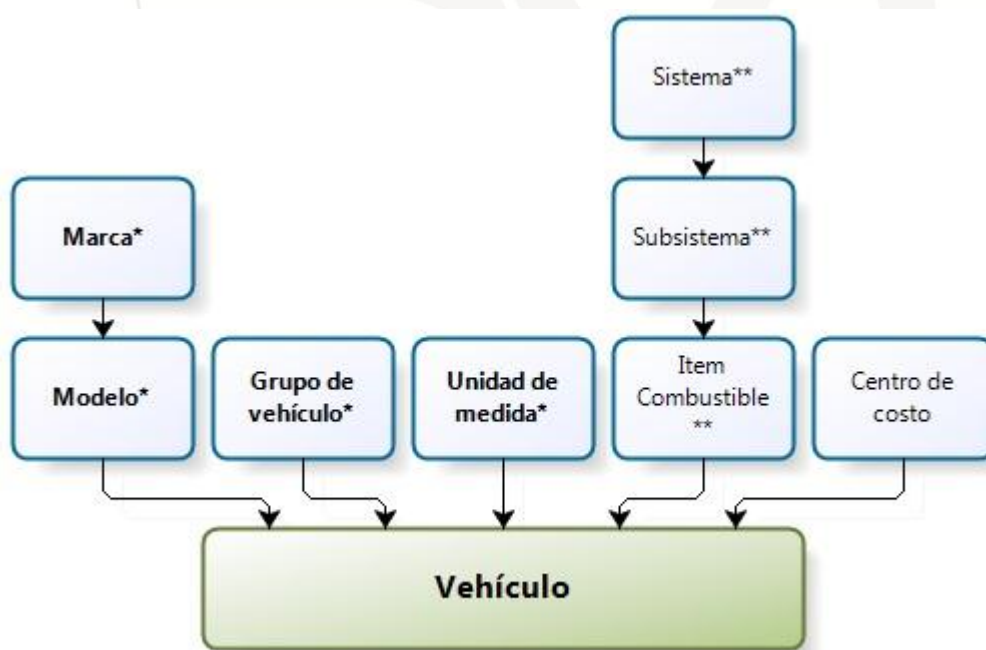 Sistema**
Marca*
Subsistema**
Modelo*
Grupo de
vehículo*
Unidad de
medida*
Item
Combustible
**
Centro de
costo
Vehículo